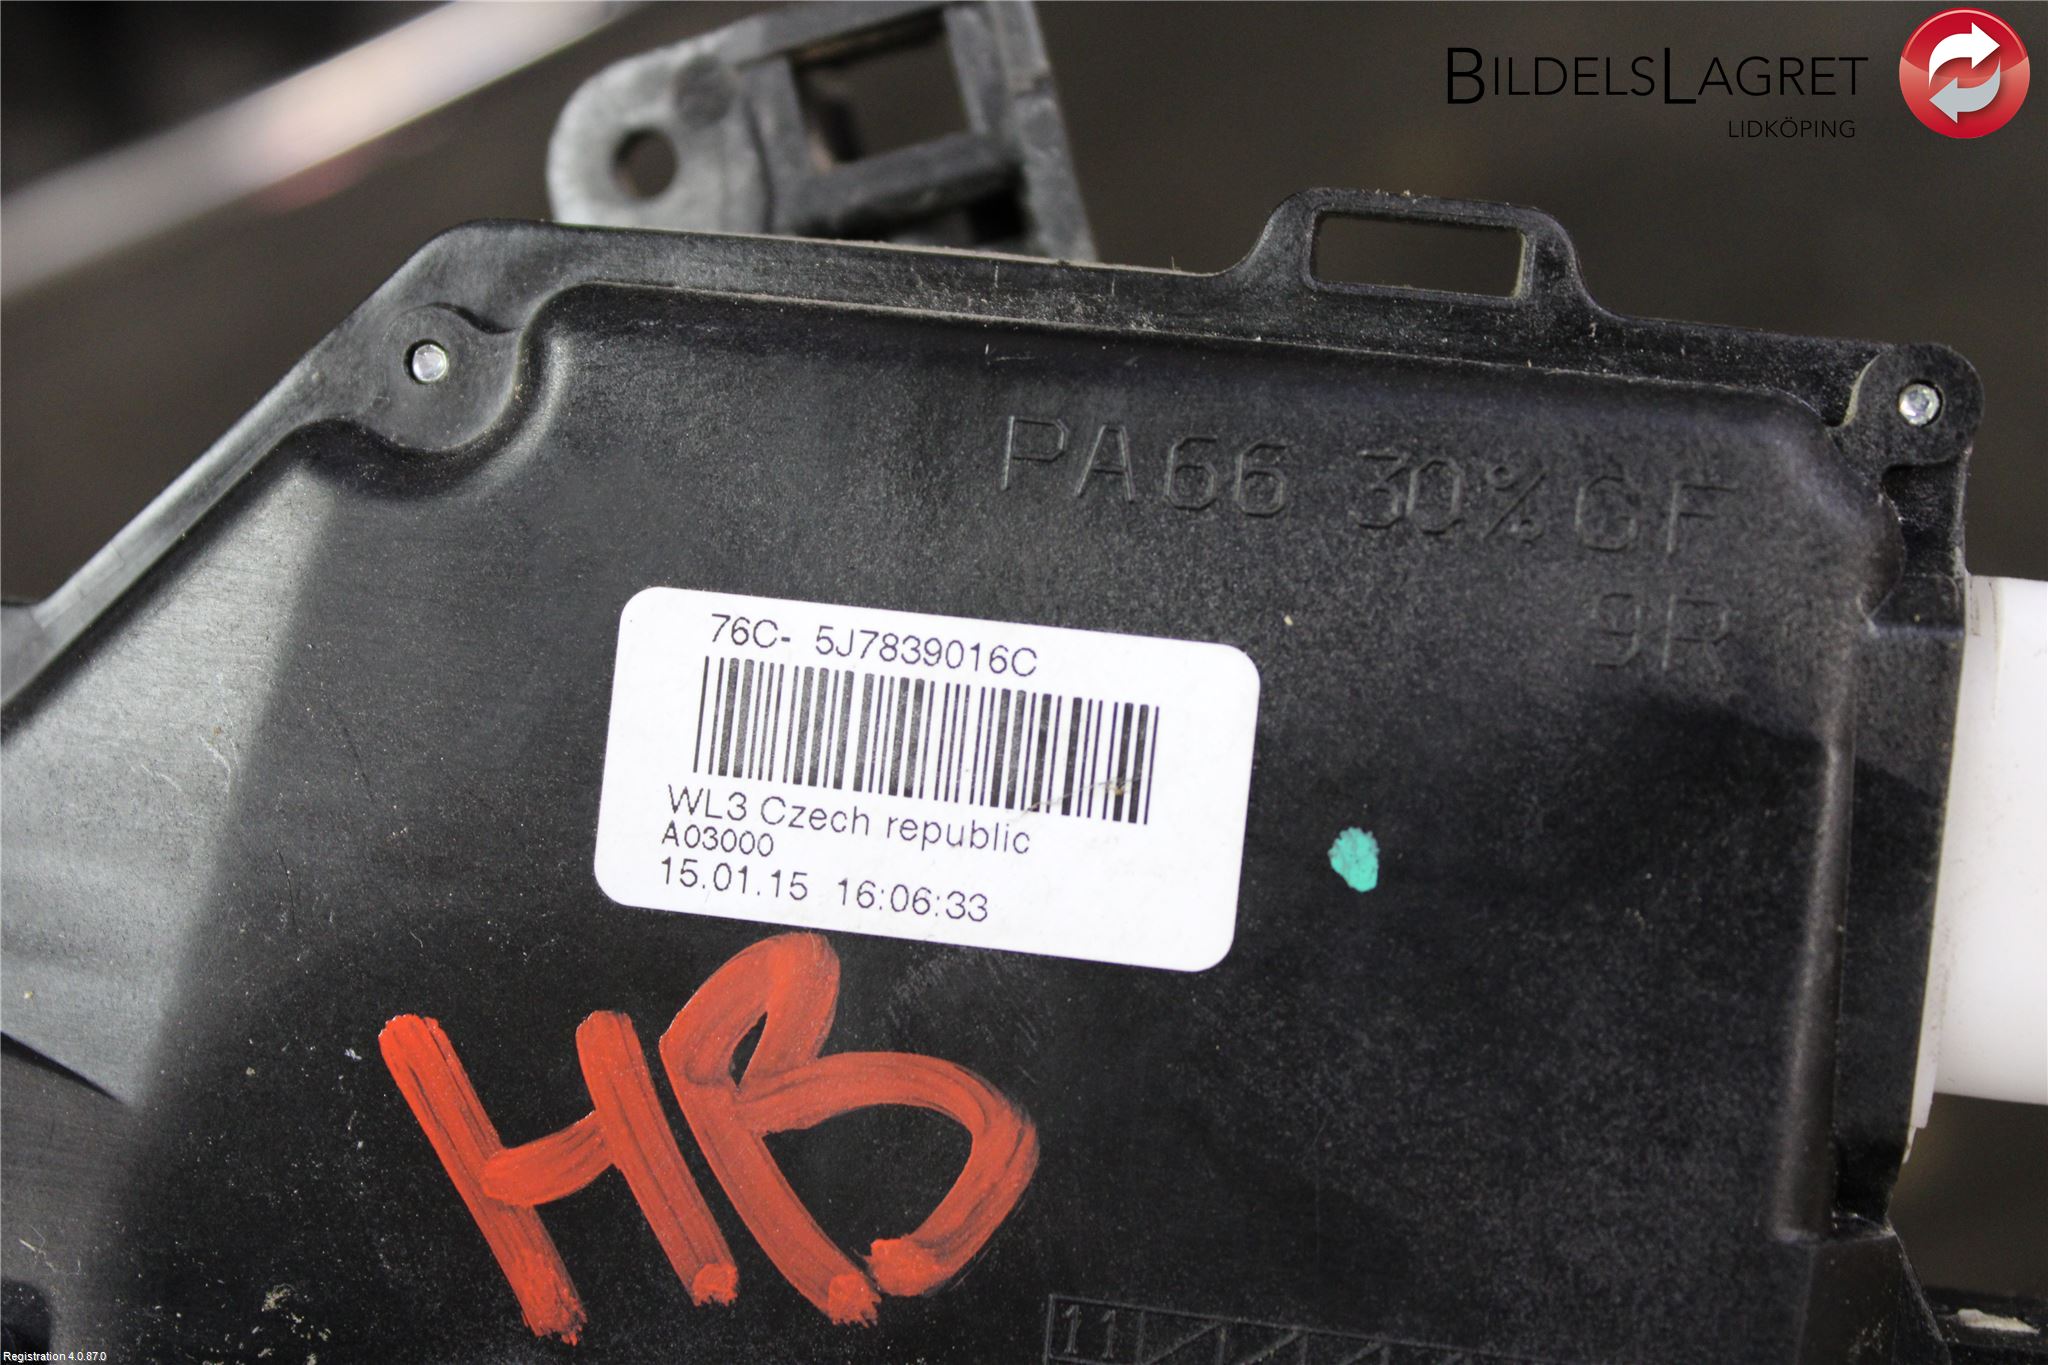 BILDELSLAGRET
LIDKÖPING
PA66 30% GF
9R
76C- 5J7839016C
WL3 Czech republic
A03000
15.01.15 16:06:33
HB
11
Registration 4.0.87.0